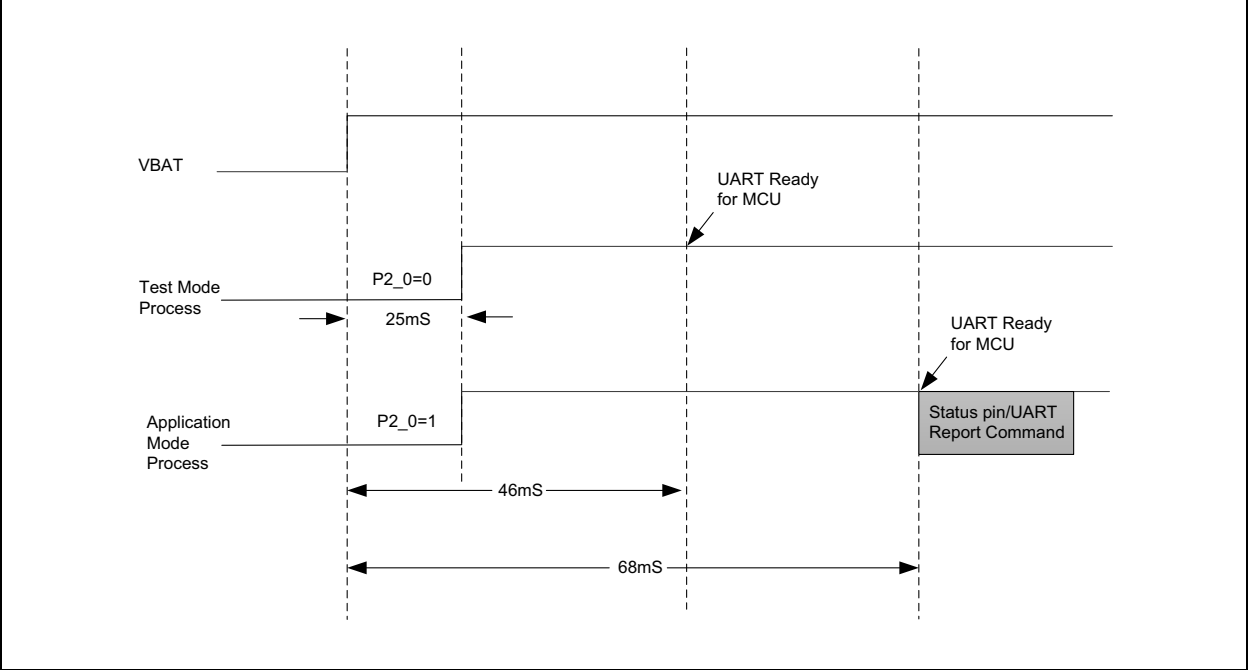 VBAT
UART Ready
for MCU
P2_0=0
Test Mode
Process
25mS
UART Ready
for MCU
Application
Mode
Process
P2_0=1
Status pin/UART
Report Command
46mS
68mS